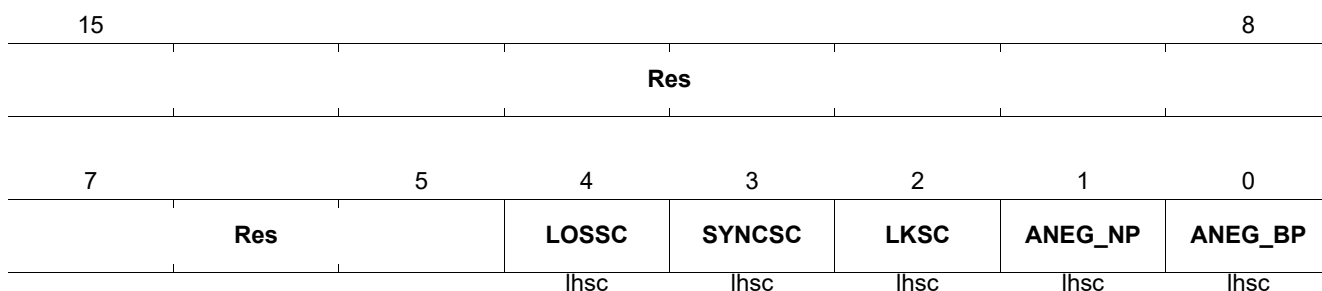 15 8
Res
7 5 4 3 2 1 0
Res LOSSC SYNCSC LKSC ANEG_NP ANEG_BP
lhsc lhsc lhsc lhsc lhsc